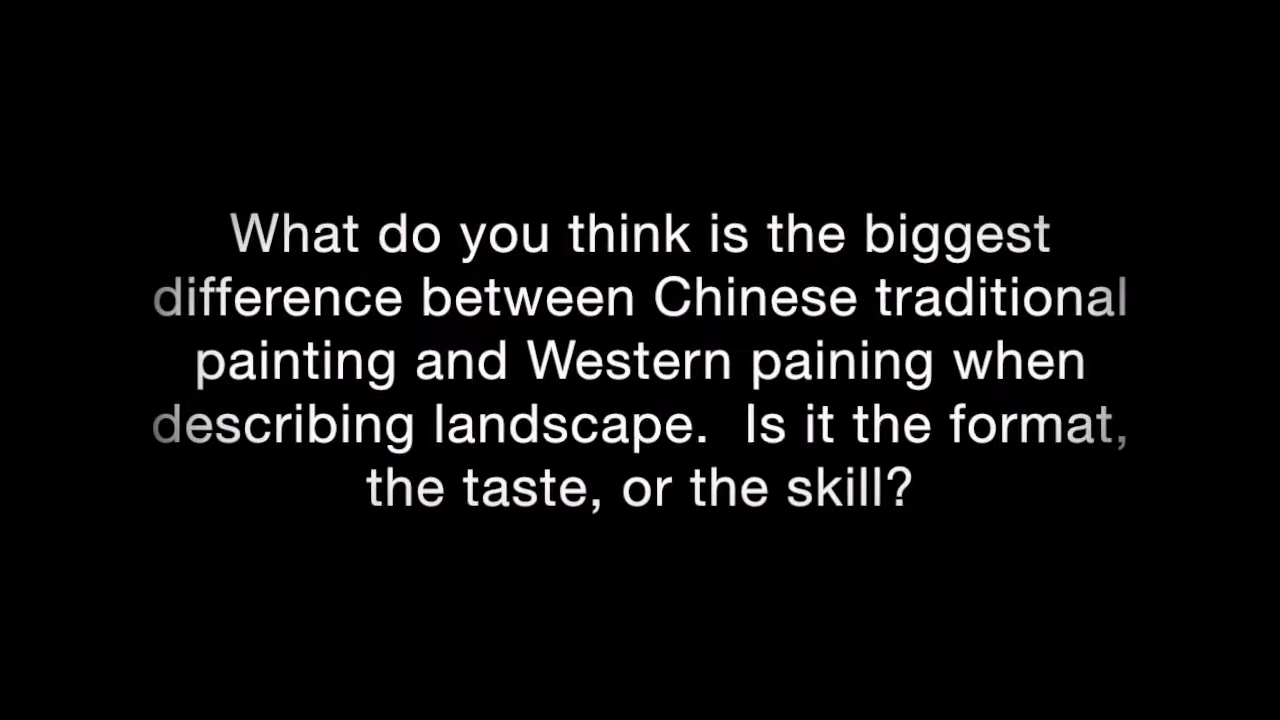 What do you think is the biggest
difference between Chinese traditional
painting and Western paining when
describing landscape.  Is it the format,
the taste, or the skill?